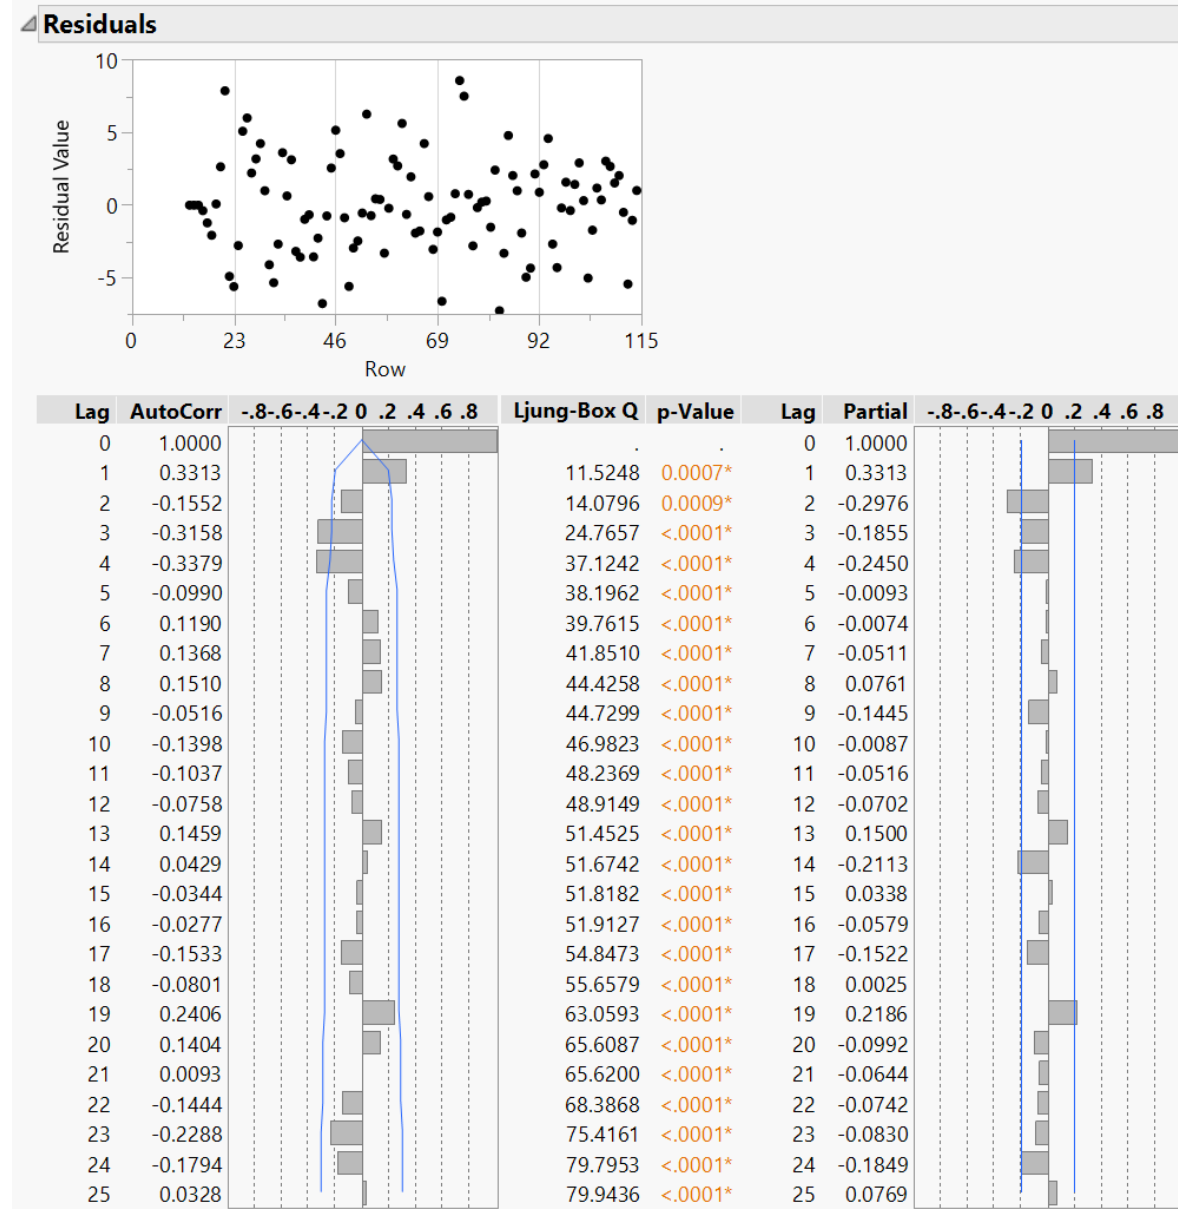 Residuals
10
5
0
-5
Residual Value
0 23 46 69 92 115
Row
Lag AutoCorr -.8-.6-.4-.2 0 .2 .4 .6 .8 Ljung-Box Q p-Value Lag Partial -.8-.6-.4-.2 0 .2 .4 .6 .8
0 1.0000 . . 0 1.0000
1 0.3313 11.5248 0.0007* 1 0.3313
2 -0.1552 14.0796 0.0009* 2 -0.2976
3 -0.3158 24.7657 <.0001* 3 -0.1855
4 -0.3379 37.1242 <.0001* 4 -0.2450
5 -0.0990 38.1962 <.0001* 5 -0.0093
6 0.1190 39.7615 <.0001* 6 -0.0074
7 0.1368 41.8510 <.0001* 7 -0.0511
8 0.1510 44.4258 <.0001* 8 0.0761
9 -0.0516 44.7299 <.0001* 9 -0.1445
10 -0.1398 46.9823 <.0001* 10 -0.0087
11 -0.1037 48.2369 <.0001* 11 -0.0516
12 -0.0758 48.9149 <.0001* 12 -0.0702
13 0.1459 51.4525 <.0001* 13 0.1500
14 0.0429 51.6742 <.0001* 14 -0.2113
15 -0.0344 51.8182 <.0001* 15 0.0338
16 -0.0277 51.9127 <.0001* 16 -0.0579
17 -0.1533 54.8473 <.0001* 17 -0.1522
18 -0.0801 55.6579 <.0001* 18 0.0025
19 0.2406 63.0593 <.0001* 19 0.2186
20 0.1404 65.6087 <.0001* 20 -0.0992
21 0.0093 65.6200 <.0001* 21 -0.0644
22 -0.1444 68.3868 <.0001* 22 -0.0742
23 -0.2288 75.4161 <.0001* 23 -0.0830
24 -0.1794 79.7953 <.0001* 24 -0.1849
25 0.0328 79.9436 <.0001* 25 0.0769